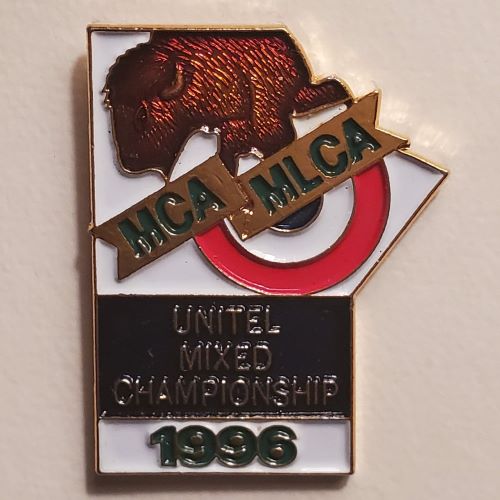 MCA MLCA
UNITEL
MIXED
CHAMPIONSHIP
1996